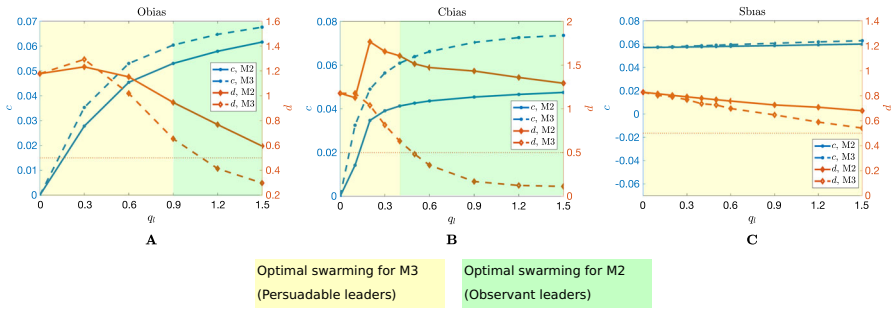 Obias
0.07
0.06
0.05
0.04
0.03
0.02
0.01
0
c
1.6
1.4
1.2
1
0.8
0.6
0.4
0.2
d
c, M2
c, M3
d, M2
d, M3
0 0.3 0.6 0.9 1.2 1.5
q_l
A
Cbias
0.08
0.06
0.04
0.02
0
c
2
1.5
1
0.5
0
d
c, M2
c, M3
d, M2
d, M3
0 0.3 0.6 0.9 1.2 1.5
q_l
B
Sbias
0.08
0.06
0.04
0.02
0
-0.02
-0.04
-0.06
c
1.4
1.2
1
0.8
0.6
0.4
0.2
0
d
c, M2
c, M3
d, M2
d, M3
0 0.3 0.6 0.9 1.2 1.5
q_l
C
Optimal swarming for M3
(Persuadable leaders)
Optimal swarming for M2
(Observant leaders)